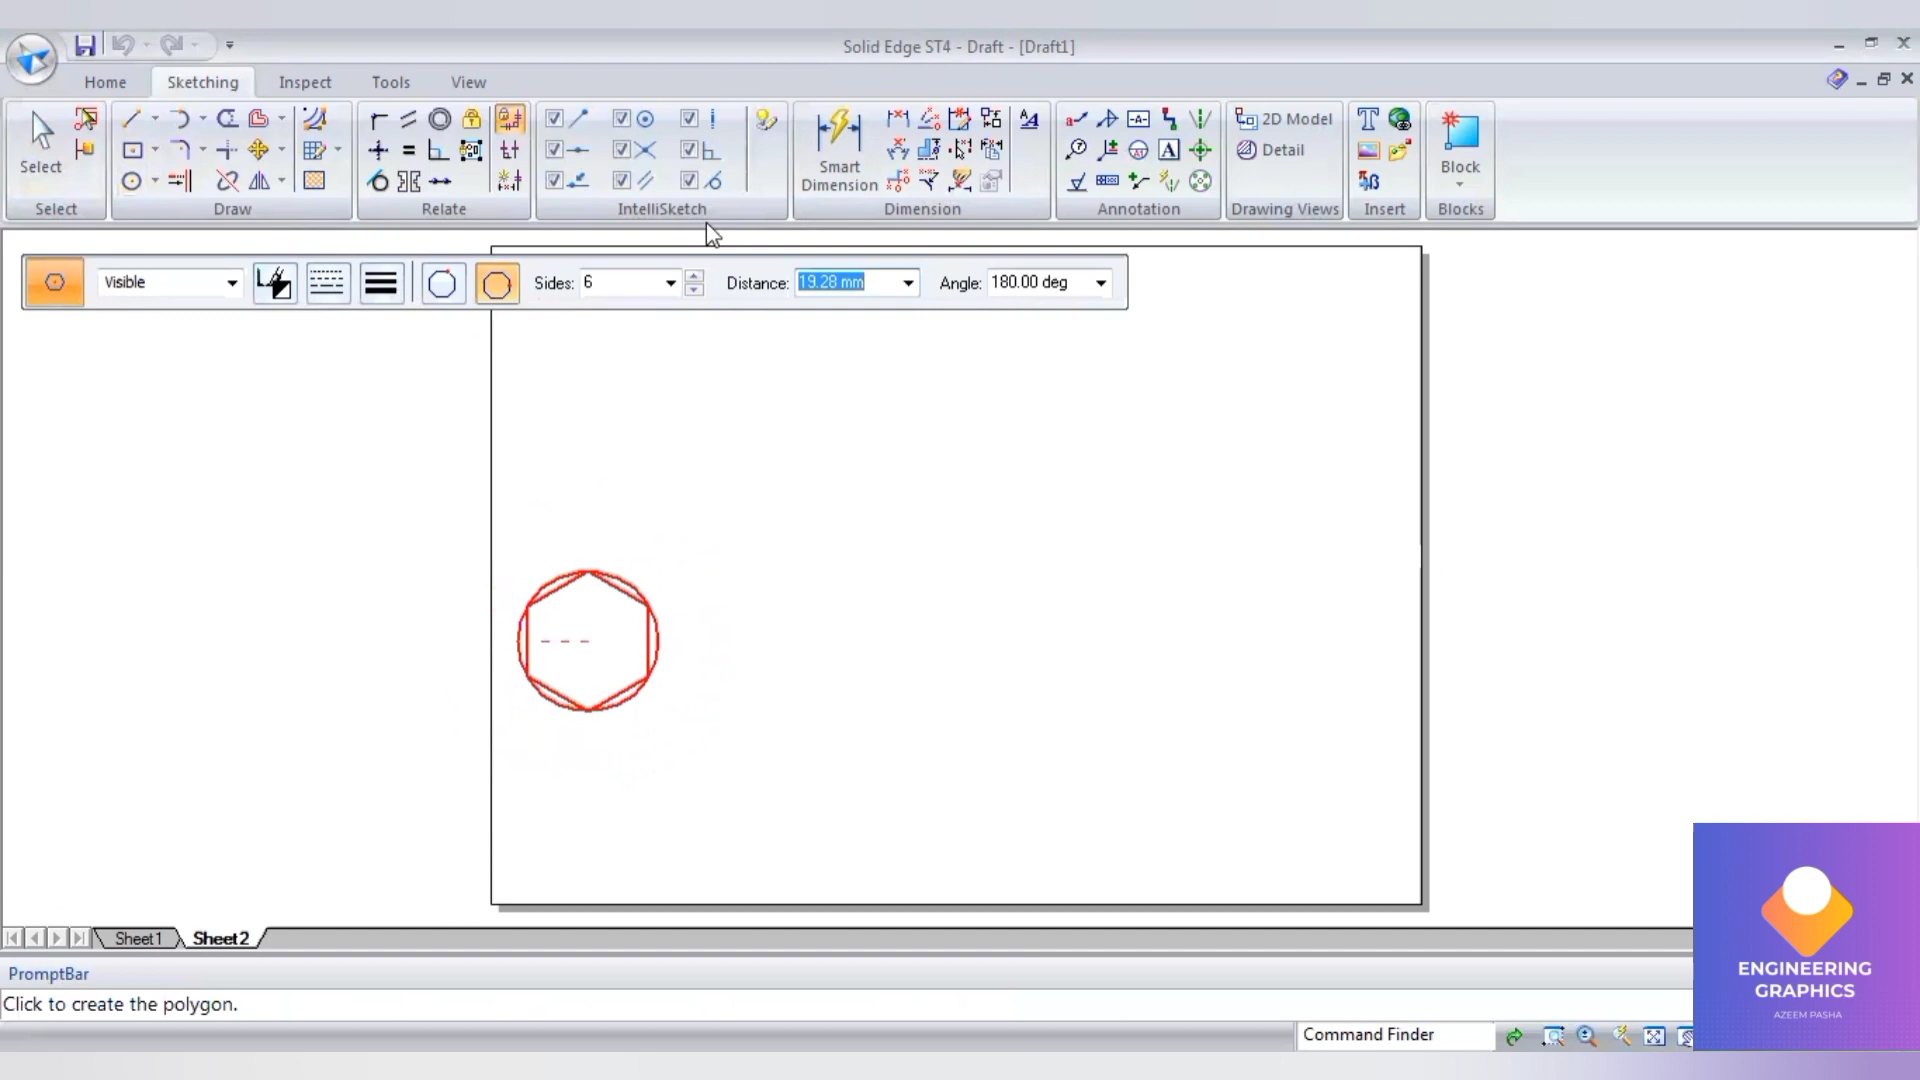 Solid Edge ST4 - Draft - [Draft1]
Home Sketching Inspect Tools View
Select
Smart
Dimension
A
2D Model
Detail
Block
Select Draw Relate IntelliSketch Dimension Annotation Drawing Views Insert Blocks
Visible Sides: 6 Distance: 19.28 mm Angle: 180.00 deg
Sheet1 Sheet2
PromptBar
Click to create the polygon.
Command Finder
ENGINEERING
GRAPHICS
AZEEM PASHA